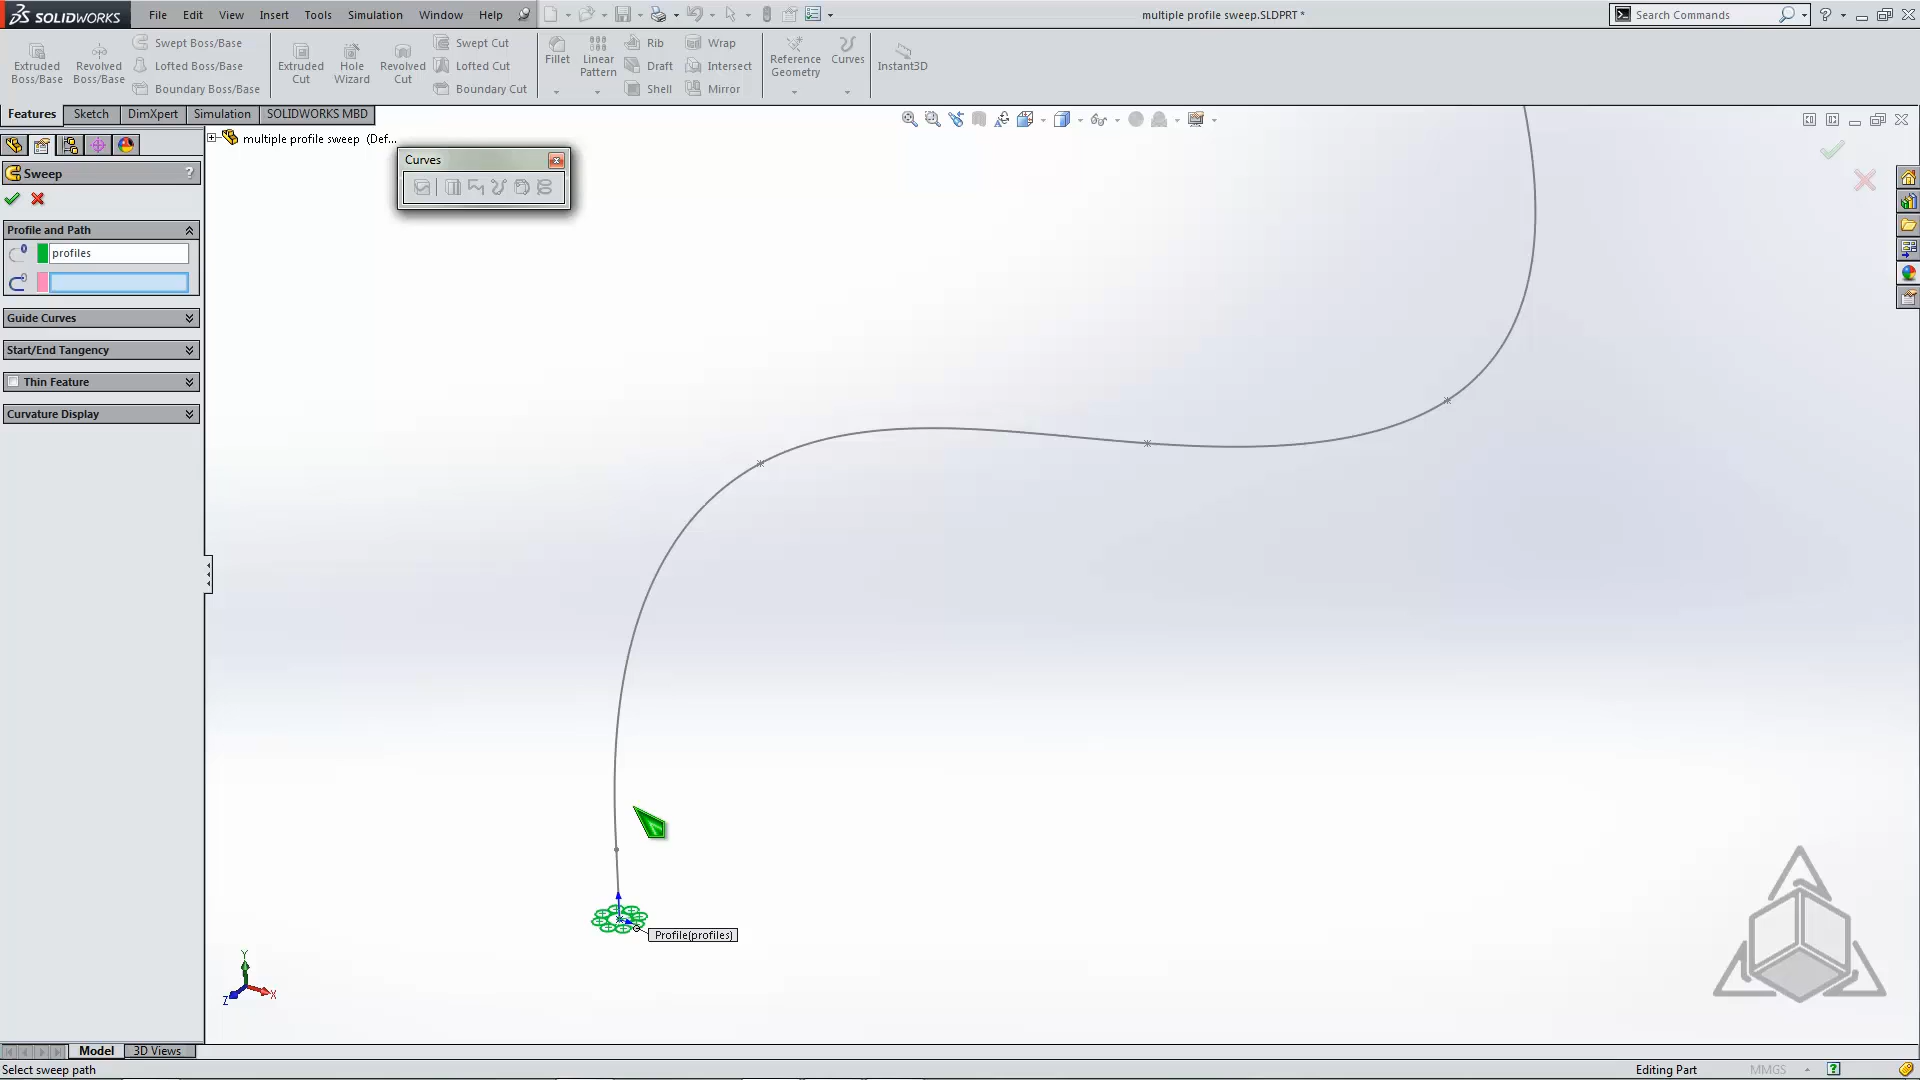 SOLIDWORKS File Edit View Insert Tools Simulation Window Help multiple profile sweep.SLDPRT * Search Commands ?
Extruded Boss/Base
Revolved Boss/Base
Swept Boss/Base
Lofted Boss/Base
Boundary Boss/Base
Extruded Cut
Hole Wizard
Revolved Cut
Swept Cut
Lofted Cut
Boundary Cut
Fillet
Linear Pattern
Rib
Draft
Shell
Wrap
Intersect
Mirror
Reference Geometry
Curves
Instant3D
Features Sketch DimXpert Simulation SOLIDWORKS MBD
multiple profile sweep (Def...
Curves
Sweep ?
Profile and Path
profiles
Guide Curves
Start/End Tangency
Thin Feature
Curvature Display
Profile(profiles)
Y
Z X
Model 3D Views
Select sweep path Editing Part MMGS ?